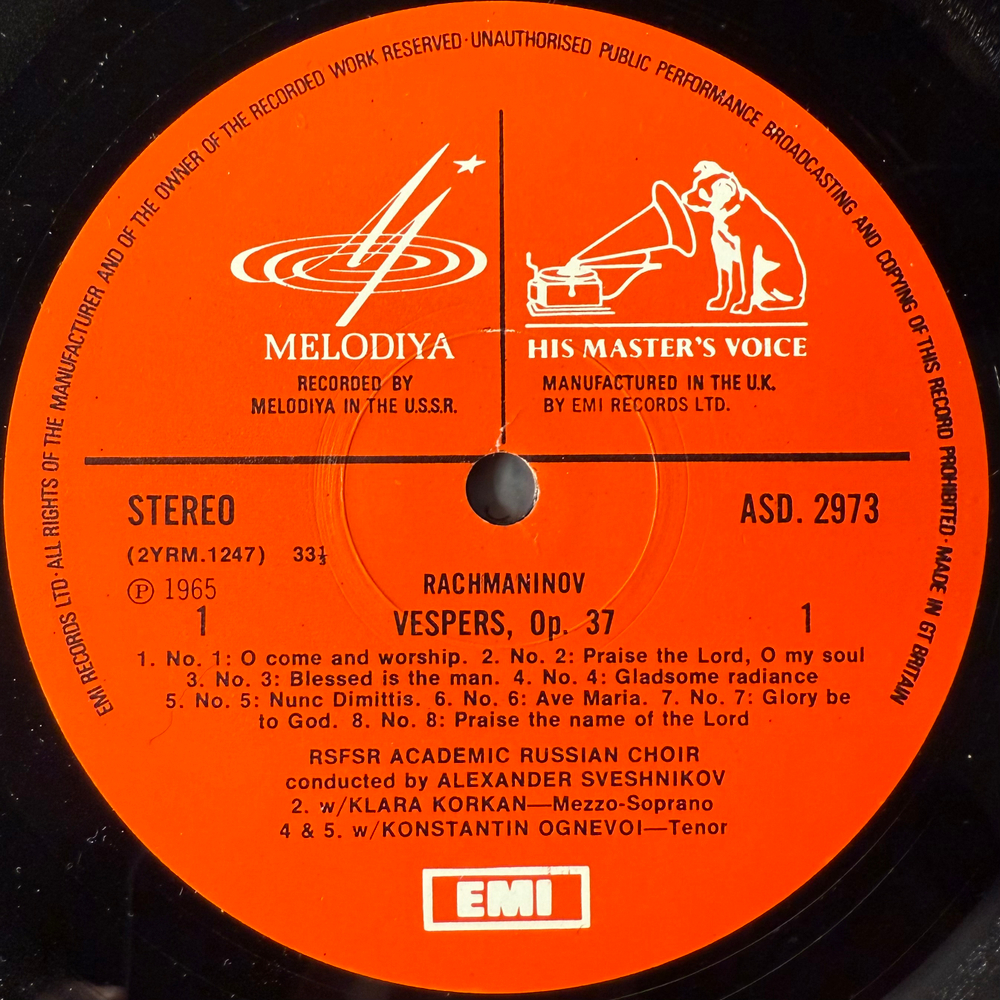 EMI RECORDS LTD · ALL RIGHTS OF THE MANUFACTURER AND OF THE OWNER OF THE RECORDED WORK RESERVED · UNAUTHORISED PUBLIC PERFORMANCE BROADCASTING AND COPYING OF THIS RECORD PROHIBITED · MADE IN GT BRITAIN
MELODIYA
RECORDED BY
MELODIYA IN THE U.S.S.R.
HIS MASTER'S VOICE
MANUFACTURED IN THE U.K.
BY EMI RECORDS LTD.
STEREO
ASD. 2973
(2YRM.1247) 33⅓
Ⓟ 1965
RACHMANINOV
1
VESPERS, Op. 37
1
1. No. 1: O come and worship. 2. No. 2: Praise the Lord, O my soul
3. No. 3: Blessed is the man. 4. No. 4: Gladsome radiance
5. No. 5: Nunc Dimittis. 6. No. 6: Ave Maria. 7. No. 7: Glory be
to God. 8. No. 8: Praise the name of the Lord
RSFSR ACADEMIC RUSSIAN CHOIR
conducted by ALEXANDER SVESHNIKOV
2. w/KLARA KORKAN—Mezzo-Soprano
4 & 5. w/KONSTANTIN OGNEVOI—Tenor
EMI